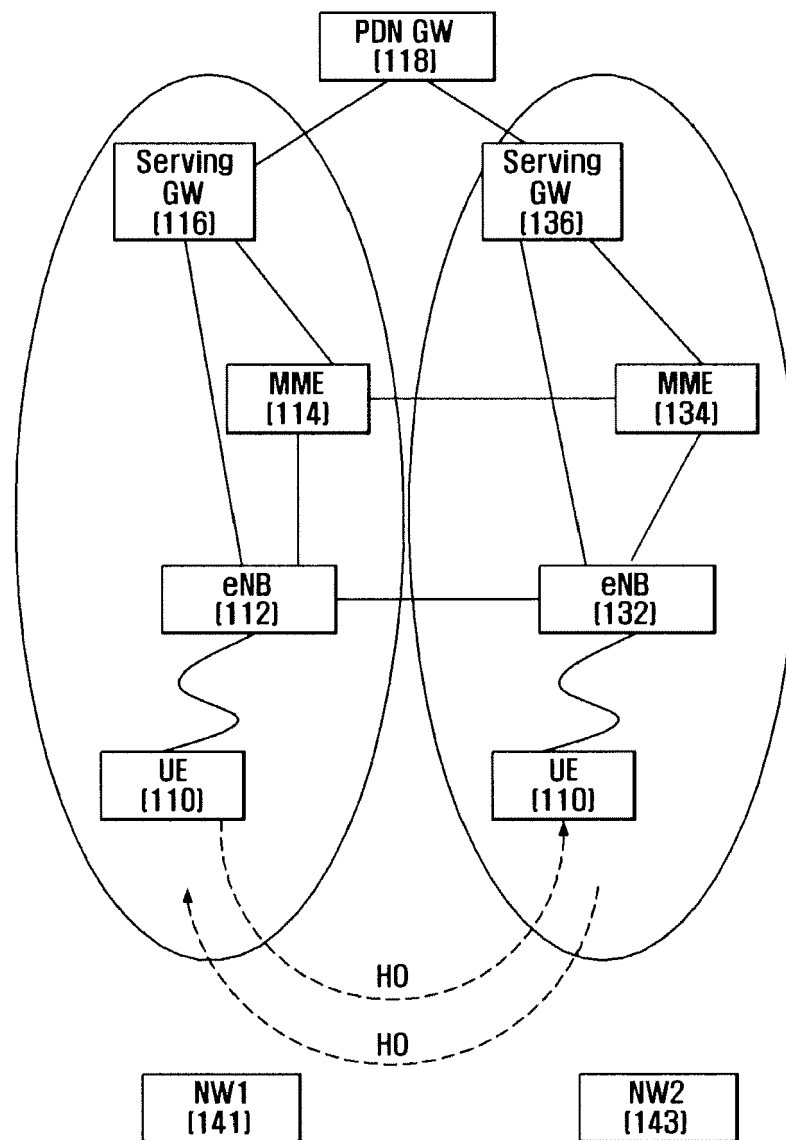 PDN GW
(118)
Serving
GW
(116)
Serving
GW
(136)
MME
(114)
MME
(134)
eNB
(112)
eNB
(132)
UE
(110)
UE
(110)
HO
HO
NW1
(141)
NW2
(143)